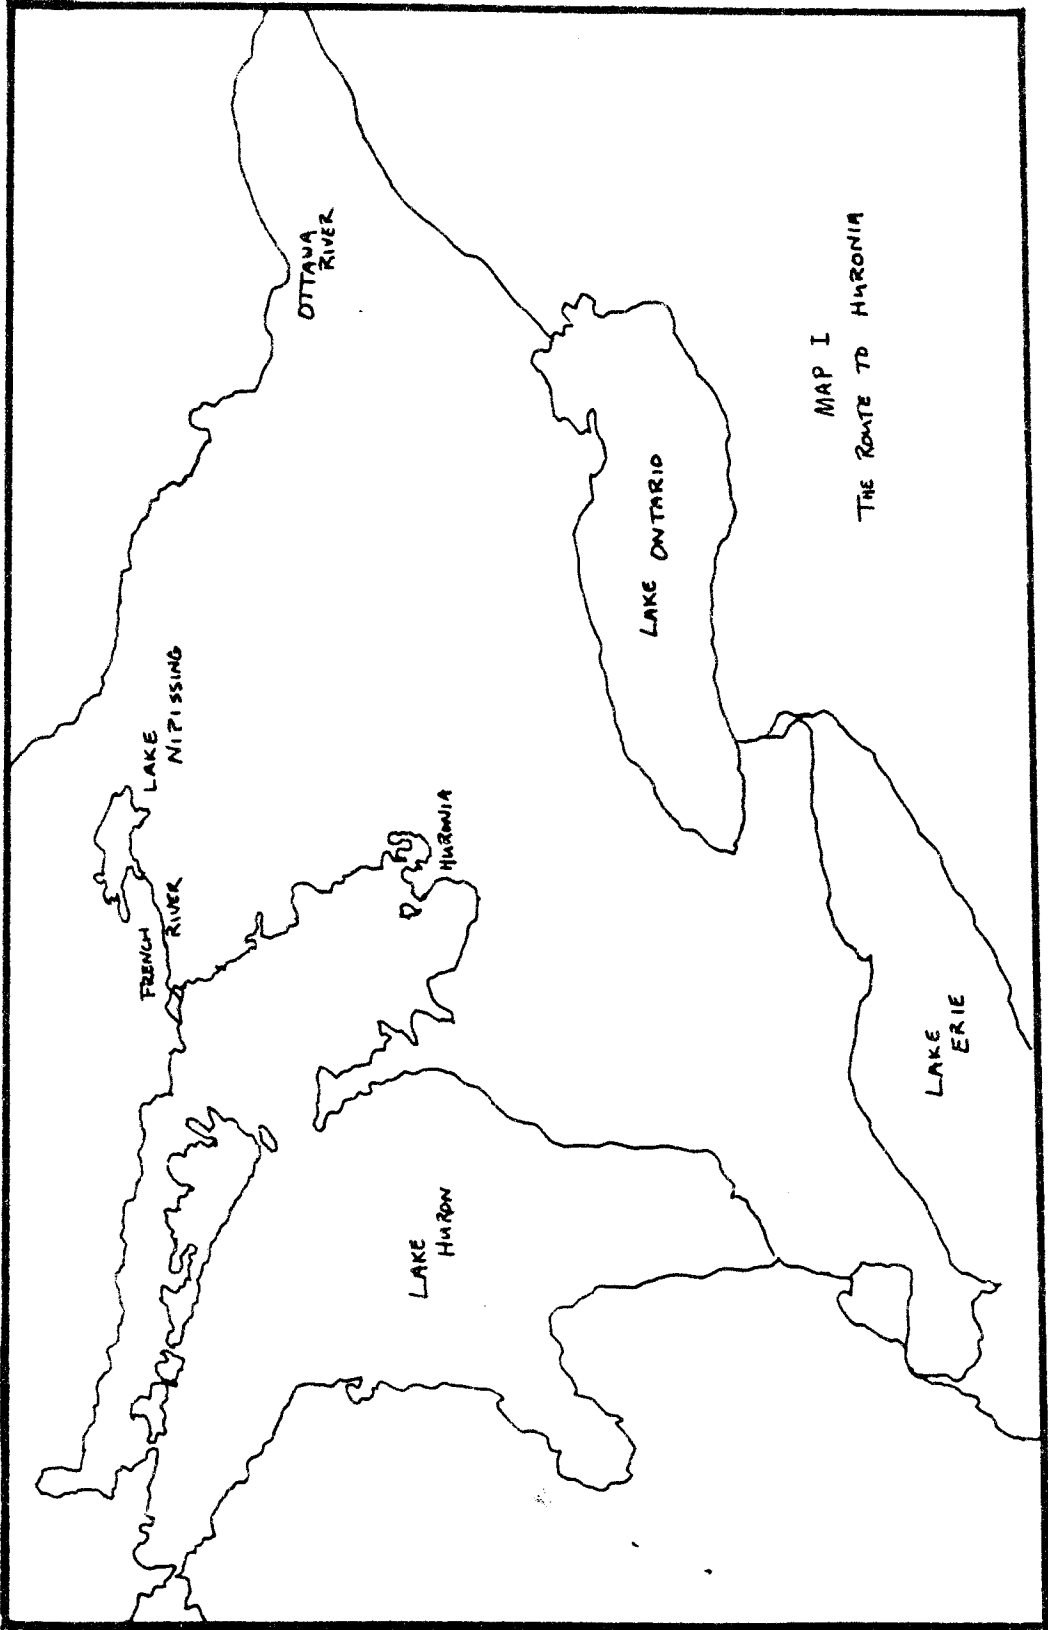 OTTAWA
RIVER
LAKE
NIPISSING
FRENCH
RIVER
HURONIA
LAKE ONTARIO
LAKE
HURON
LAKE
ERIE
MAP I
THE ROUTE TO HURONIA